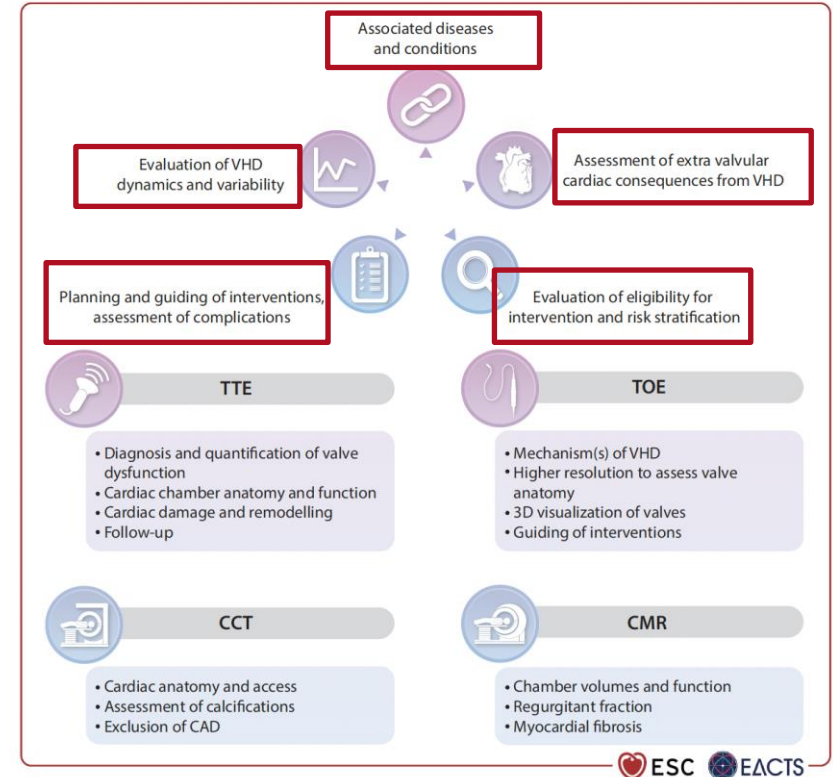 Associated diseases
and conditions
Evaluation of VHD
dynamics and variability
Assessment of extra valvular
cardiac consequences from VHD
Planning and guiding of interventions,
assessment of complications
Evaluation of eligibility for
intervention and risk stratification
TTE
• Diagnosis and quantification of valve
dysfunction
• Cardiac chamber anatomy and function
• Cardiac damage and remodelling
• Follow-up
TOE
• Mechanism(s) of VHD
• Higher resolution to assess valve
anatomy
• 3D visualization of valves
• Guiding of interventions
CCT
• Cardiac anatomy and access
• Assessment of calcifications
• Exclusion of CAD
CMR
• Chamber volumes and function
• Regurgitant fraction
• Myocardial fibrosis
ESC EACTS